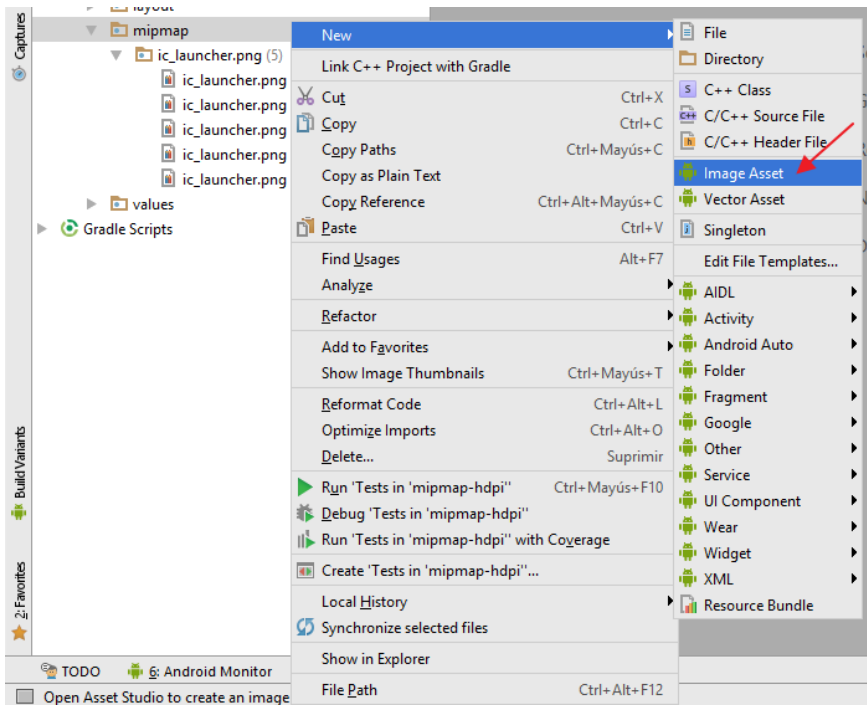 Captures
layout
mipmap
ic_launcher.png (5)
ic_launcher.png
ic_launcher.png
ic_launcher.png
ic_launcher.png
ic_launcher.png
values
Gradle Scripts
Build Variants
2: Favorites
TODO
6: Android Monitor
Open Asset Studio to create an image
New
Link C++ Project with Gradle
Cut Ctrl+X
Copy Ctrl+C
Copy Paths Ctrl+Mayús+C
Copy as Plain Text
Copy Reference Ctrl+Alt+Mayús+C
Paste Ctrl+V
Find Usages Alt+F7
Analyze
Refactor
Add to Favorites
Show Image Thumbnails Ctrl+Mayús+T
Reformat Code Ctrl+Alt+L
Optimize Imports Ctrl+Alt+O
Delete... Suprimir
Run 'Tests in 'mipmap-hdpi'' Ctrl+Mayús+F10
Debug 'Tests in 'mipmap-hdpi''
Run 'Tests in 'mipmap-hdpi'' with Coverage
Create 'Tests in 'mipmap-hdpi''...
Local History
Synchronize selected files
Show in Explorer
File Path Ctrl+Alt+F12
File
Directory
C++ Class
C/C++ Source File
C/C++ Header File
Image Asset
Vector Asset
Singleton
Edit File Templates...
AIDL
Activity
Android Auto
Folder
Fragment
Google
Other
Service
UI Component
Wear
Widget
XML
Resource Bundle